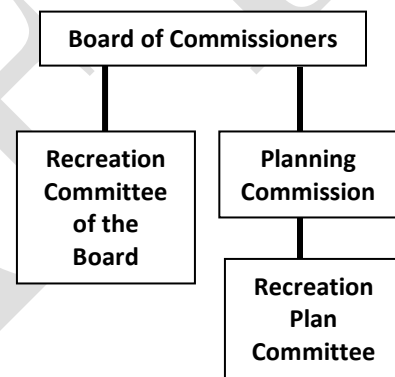 Board of Commissioners
Recreation
Committee
of the
Board
Planning
Commission
Recreation
Plan
Committee